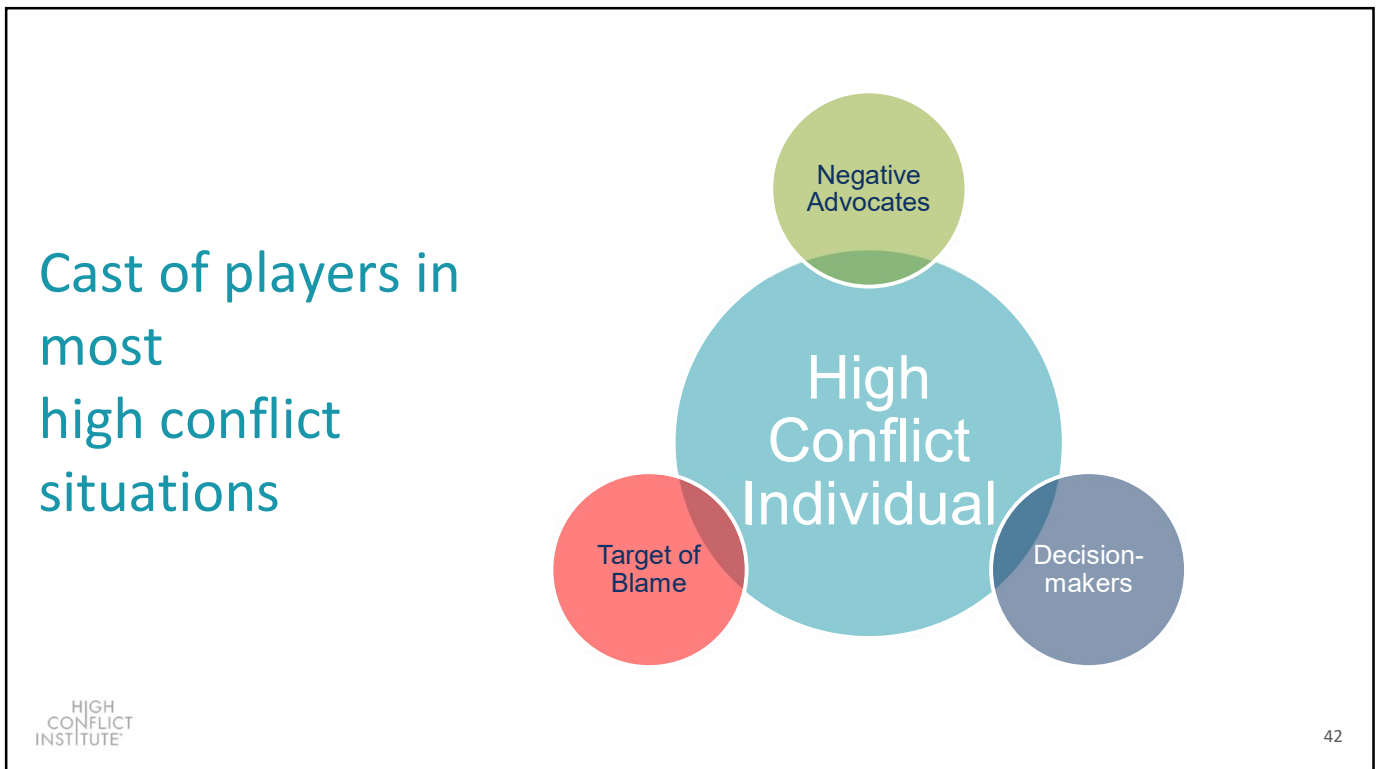 Cast of players in
most
high conflict
situations
Negative
Advocates
High
Conflict
Individual
Target of
Blame
Decision-
makers
HIGH
CONFLICT
INSTITUTE
42